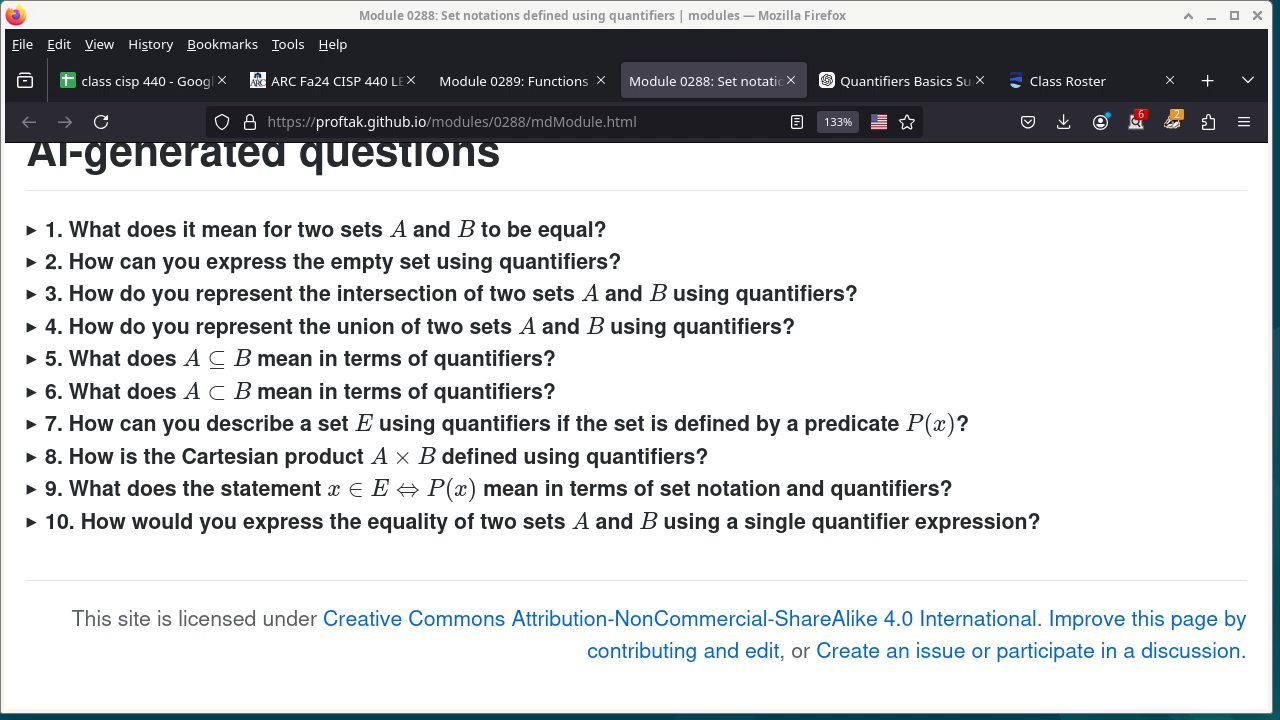 Module 0288: Set notations defined using quantifiers | modules — Mozilla Firefox
File Edit View History Bookmarks Tools Help
class cisp 440 - Googl ARC Fa24 CISP 440 LE Module 0289: Functions Module 0288: Set notatic Quantifiers Basics Su Class Roster
https://proftak.github.io/modules/0288/mdModule.html 133% 6 2
AI-generated questions
▸ 1. What does it mean for two sets A and B to be equal?
▸ 2. How can you express the empty set using quantifiers?
▸ 3. How do you represent the intersection of two sets A and B using quantifiers?
▸ 4. How do you represent the union of two sets A and B using quantifiers?
▸ 5. What does A ⊆ B mean in terms of quantifiers?
▸ 6. What does A ⊂ B mean in terms of quantifiers?
▸ 7. How can you describe a set E using quantifiers if the set is defined by a predicate P(x)?
▸ 8. How is the Cartesian product A × B defined using quantifiers?
▸ 9. What does the statement x ∈ E ⇔ P(x) mean in terms of set notation and quantifiers?
▸ 10. How would you express the equality of two sets A and B using a single quantifier expression?
This site is licensed under Creative Commons Attribution-NonCommercial-ShareAlike 4.0 International. Improve this page by
contributing and edit, or Create an issue or participate in a discussion.